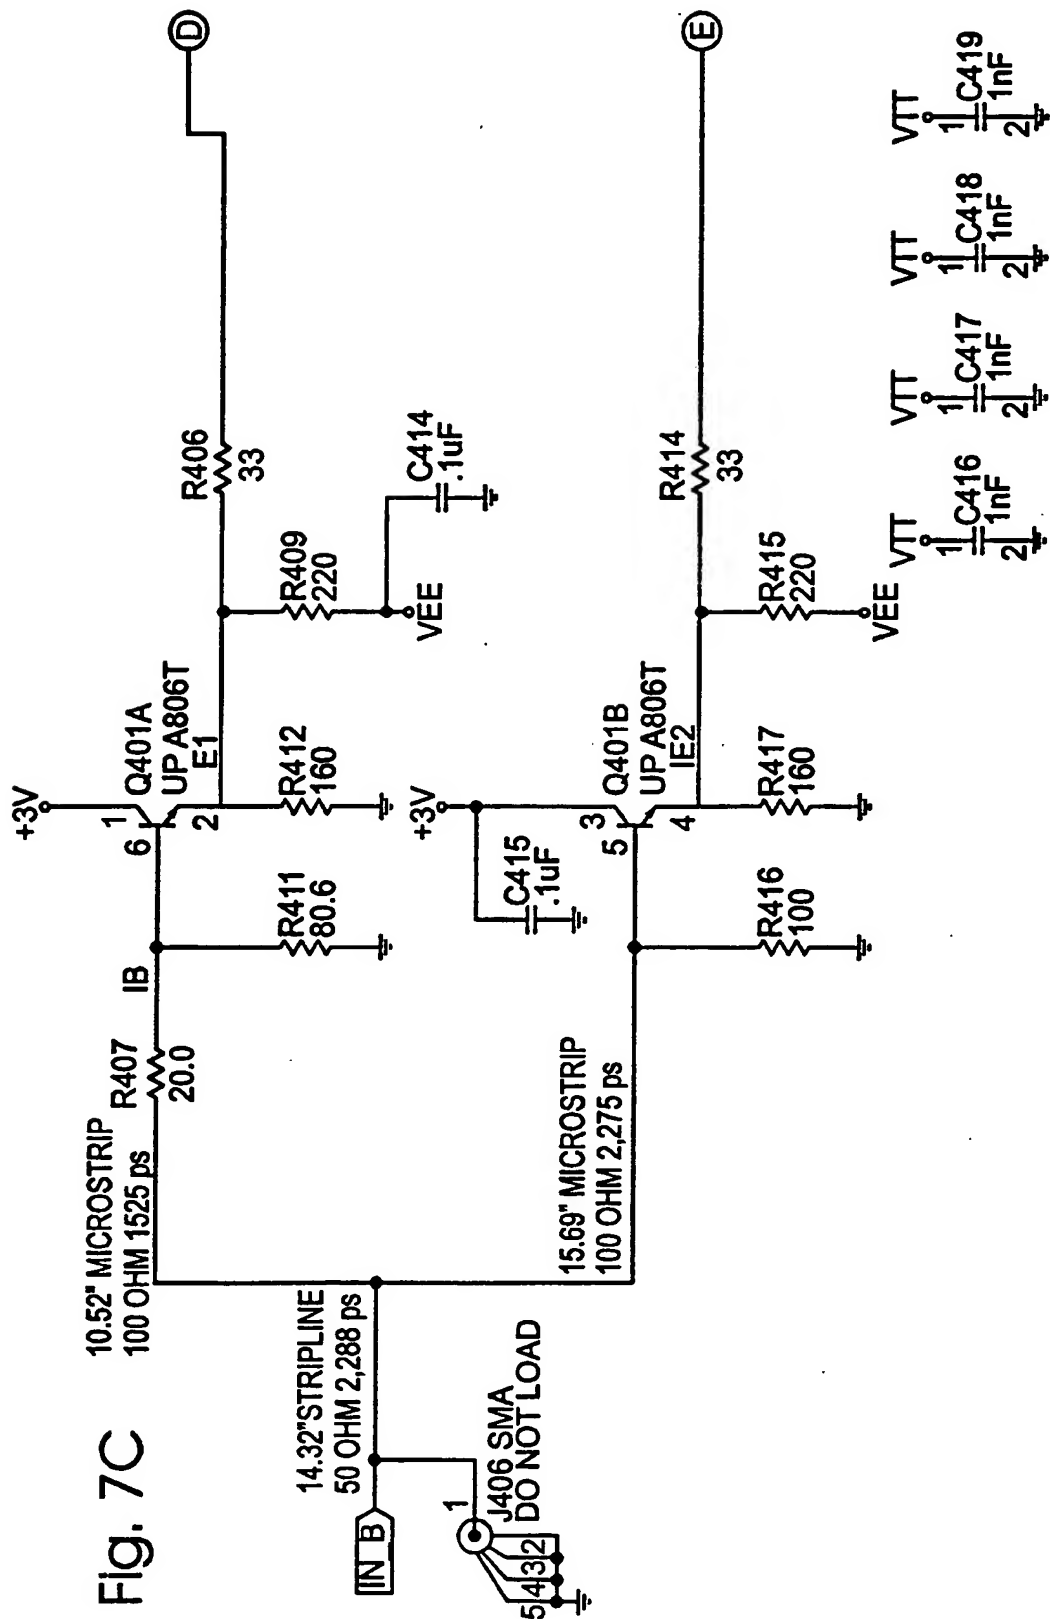 Fig. 7C
IN_B
1
J406 SMA
DO NOT LOAD
5 4 3 2
14.32" STRIPLINE
50 OHM 2,288 ps
10.52" MICROSTRIP
100 OHM 1525 ps
R407
20.0
IB
R411
80.6
+3V
1
6
2
Q401A
UPA806T
E1
R412
160
R409
220
VEE
C414
.1uF
R406
33
D
15.69" MICROSTRIP
100 OHM 2,275 ps
R416
100
C415
.1uF
+3V
3
5
4
Q401B
UPA806T
IE2
R417
160
R415
220
VEE
R414
33
E
VTT
1
C416
1nF
2
VTT
1
C417
1nF
2
VTT
1
C418
1nF
2
VTT
1
C419
1nF
2